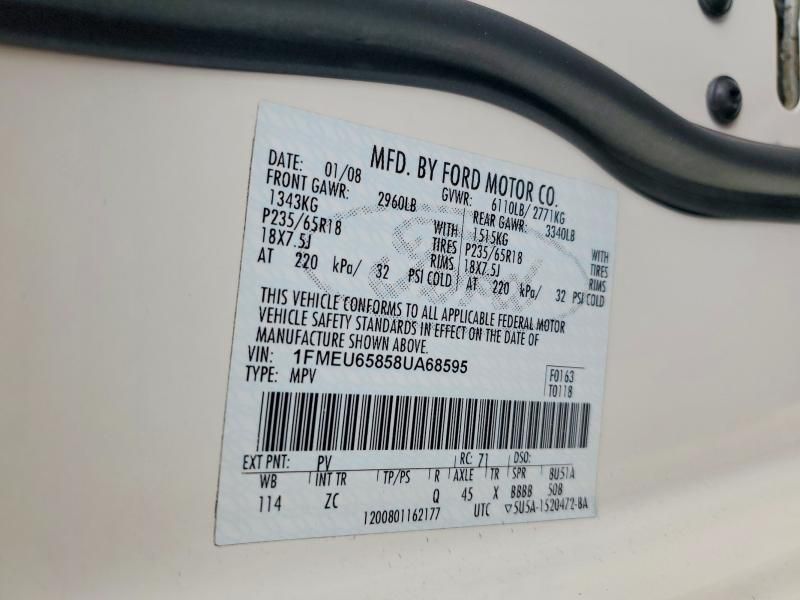 MFD. BY FORD MOTOR CO.
DATE: 01/08 GVWR: 6110LB/ 2771KG
FRONT GAWR: 2960LB REAR GAWR: 3340LB
1343KG WITH 1515KG WITH
P235/65R18 TIRES P235/65R18 TIRES
18X7.5J RIMS 18X7.5J RIMS
AT 220 kPa/ 32 PSI COLD AT 220 kPa/ 32 PSI COLD
THIS VEHICLE CONFORMS TO ALL APPLICABLE FEDERAL MOTOR
VEHICLE SAFETY STANDARDS IN EFFECT ON THE DATE OF
MANUFACTURE SHOWN ABOVE.
VIN: 1FMEU65858UA68595
TYPE: MPV
F0163
T0118
EXT PNT: PV RC: 71 DSO:
WB INT TR TP/PS R AXLE TR SPR BU51A
114 ZC Q 45 X BBBB 50B
1200801162177 UTC ▽5U5A-1520472-BA